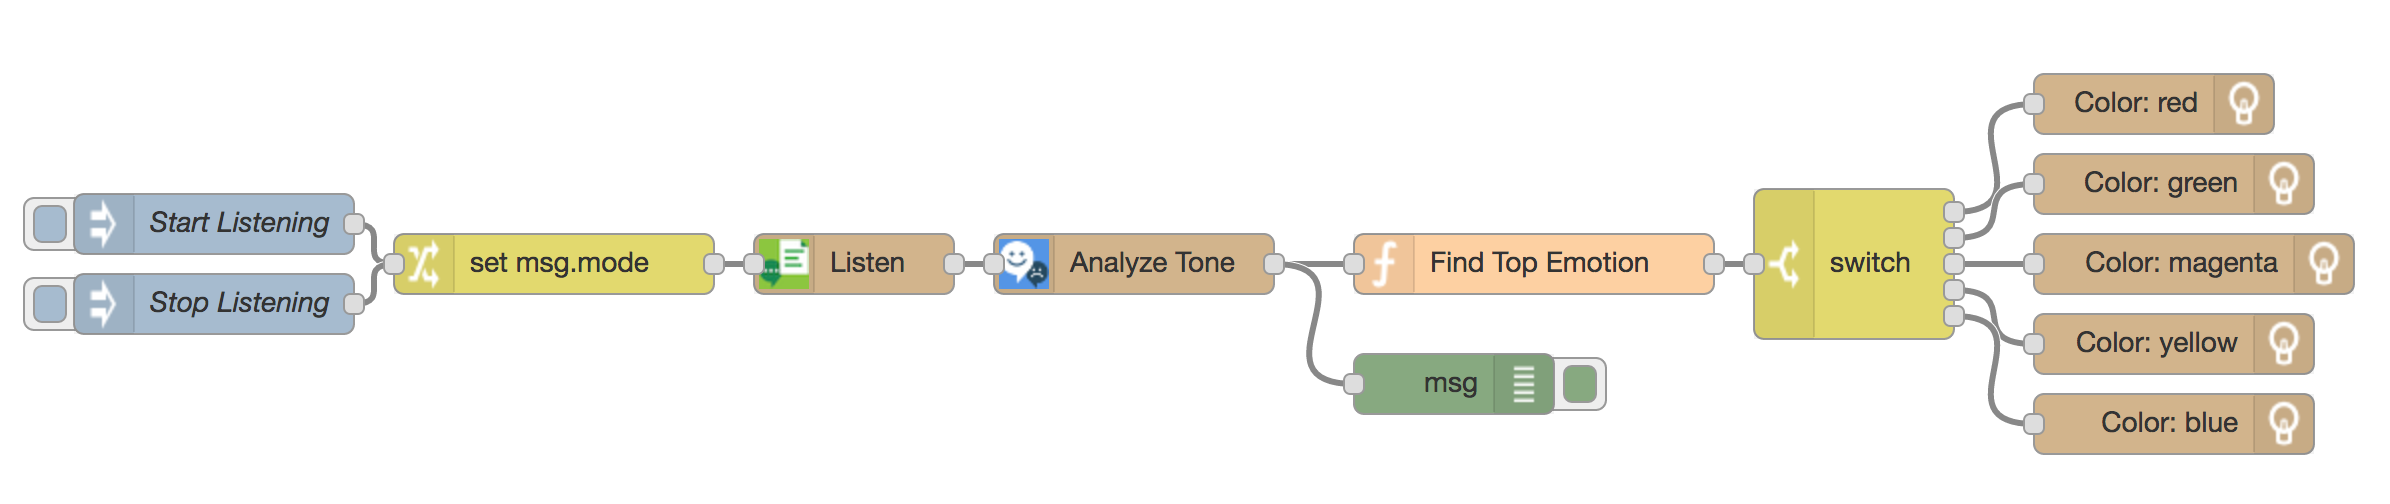 Start Listening
Stop Listening
set msg.mode
Listen
Analyze Tone
Find Top Emotion
msg
switch
Color: red
Color: green
Color: magenta
Color: yellow
Color: blue